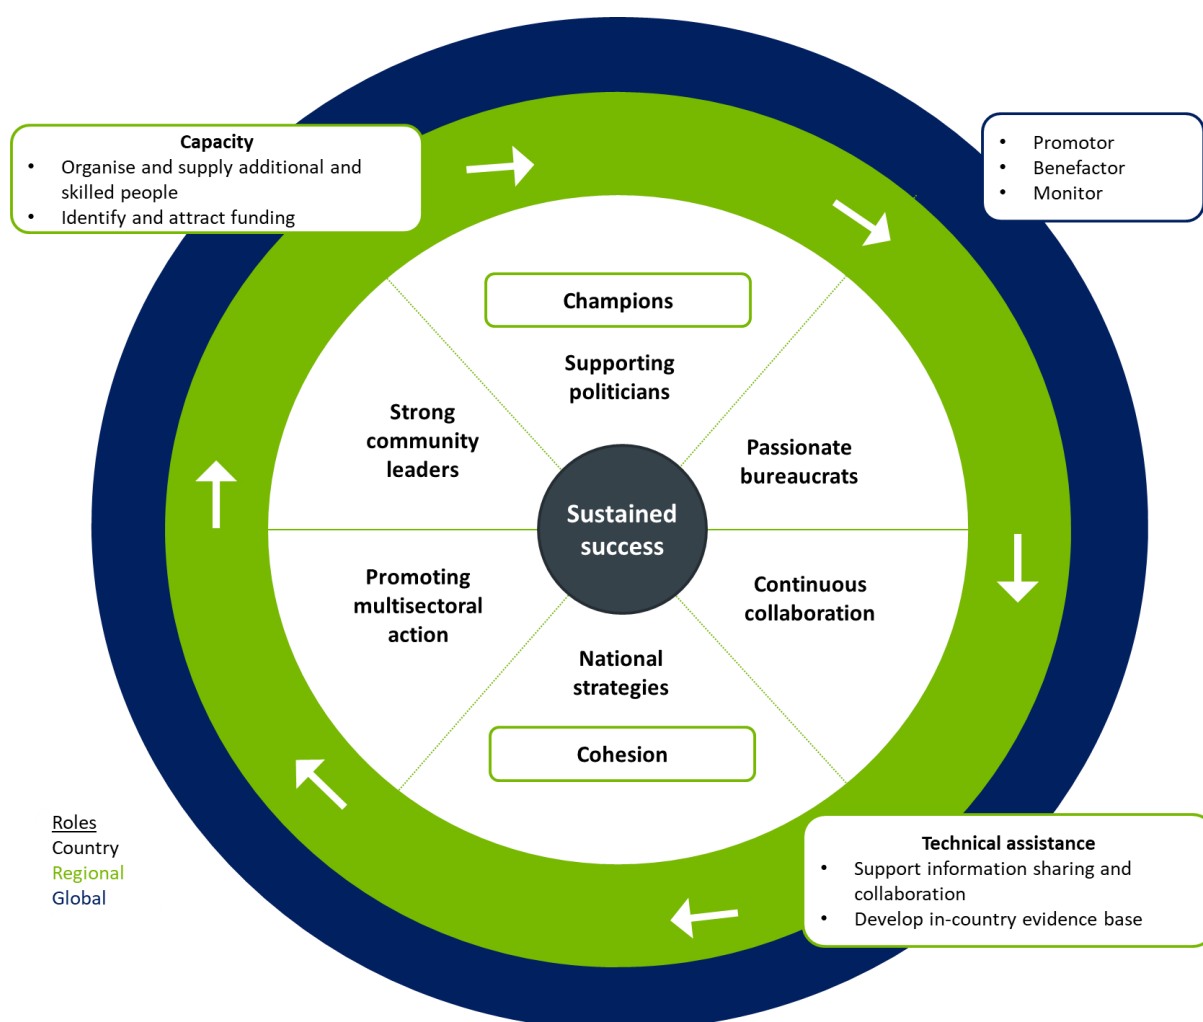 Capacity
• Organise and supply additional and
skilled people
• Identify and attract funding
• Promotor
• Benefactor
• Monitor
Champions
Supporting
politicians
Strong
community
leaders
Passionate
bureaucrats
Sustained
success
Promoting
multisectoral
action
Continuous
collaboration
National
strategies
Cohesion
Roles
Country
Regional
Global
Technical assistance
• Support information sharing and
collaboration
• Develop in-country evidence base